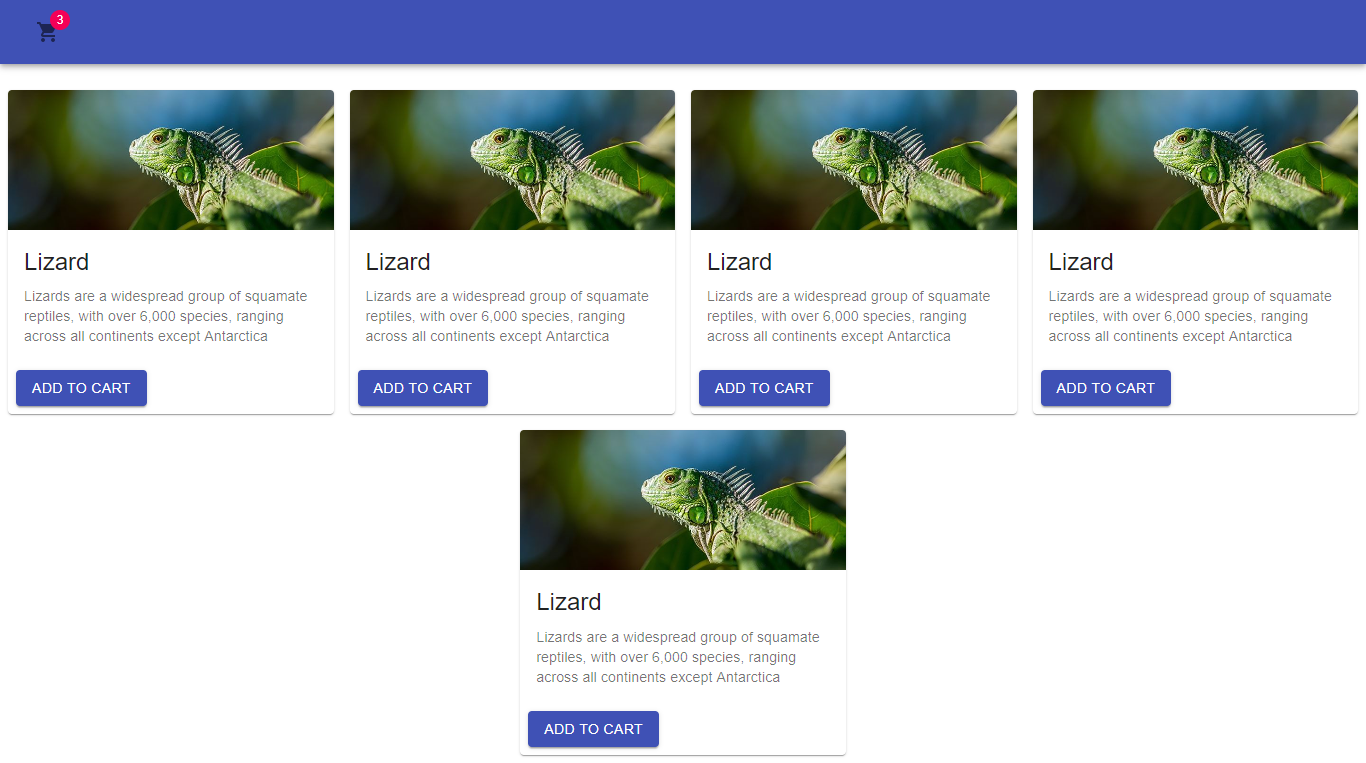 3
Lizard
Lizards are a widespread group of squamate
reptiles, with over 6,000 species, ranging
across all continents except Antarctica
ADD TO CART
Lizard
Lizards are a widespread group of squamate
reptiles, with over 6,000 species, ranging
across all continents except Antarctica
ADD TO CART
Lizard
Lizards are a widespread group of squamate
reptiles, with over 6,000 species, ranging
across all continents except Antarctica
ADD TO CART
Lizard
Lizards are a widespread group of squamate
reptiles, with over 6,000 species, ranging
across all continents except Antarctica
ADD TO CART
Lizard
Lizards are a widespread group of squamate
reptiles, with over 6,000 species, ranging
across all continents except Antarctica
ADD TO CART